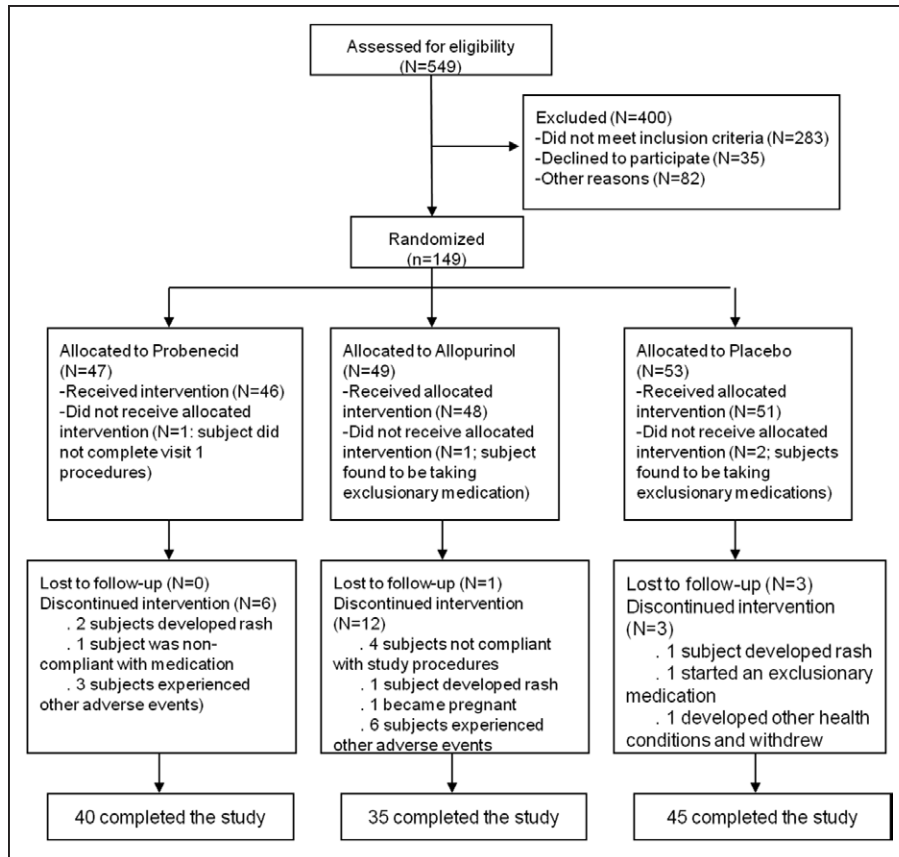 Assessed for eligibility
(N=549)
Excluded (N=400)
-Did not meet inclusion criteria (N=283)
-Declined to participate (N=35)
-Other reasons (N=82)
Randomized
(n=149)
Allocated to Probenecid
(N=47)
-Received intervention (N=46)
-Did not receive allocated
intervention (N=1: subject did
not complete visit 1
procedures)
Allocated to Allopurinol
(N=49)
-Received allocated
intervention (N=48)
-Did not receive allocated
intervention (N=1; subject
found to be taking
exclusionary medication)
Allocated to Placebo
(N=53)
-Received allocated
intervention (N=51)
-Did not receive allocated
intervention (N=2; subjects
found to be taking
exclusionary medications)
Lost to follow-up (N=0)
Discontinued intervention (N=6)
. 2 subjects developed rash
. 1 subject was non-
compliant with medication
. 3 subjects experienced
other adverse events)
Lost to follow-up (N=1)
Discontinued intervention
(N=12)
. 4 subjects not compliant
with study procedures
. 1 subject developed rash
. 1 became pregnant
. 6 subjects experienced
other adverse events
Lost to follow-up (N=3)
Discontinued intervention
(N=3)
. 1 subject developed rash
. 1 started an exclusionary
medication
. 1 developed other health
conditions and withdrew
40 completed the study
35 completed the study
45 completed the study